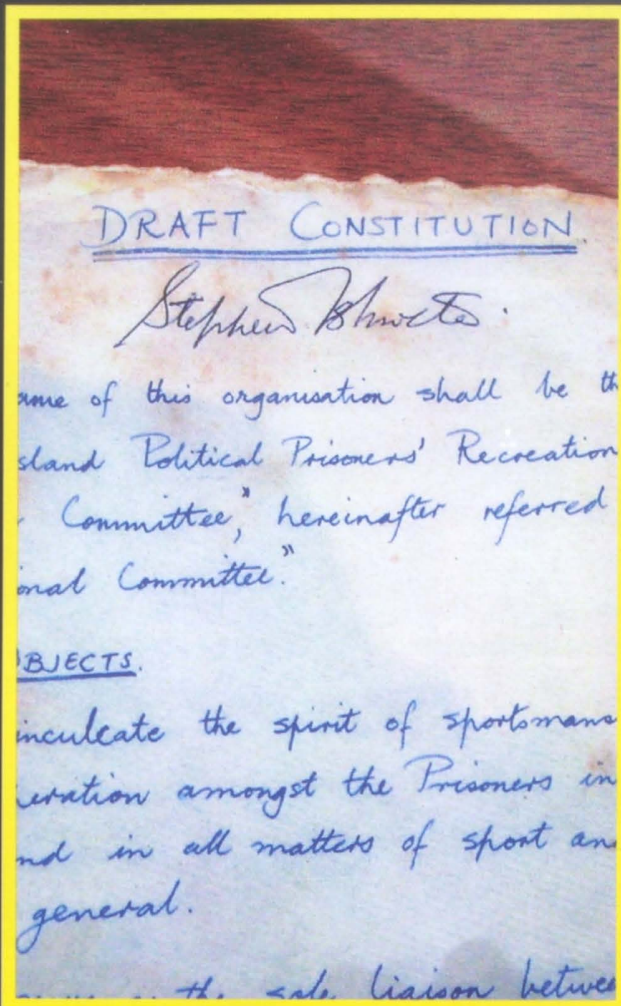 DRAFT CONSTITUTION
Stephen Tshwete.
ame of this organisation shall be th
sland Political Prisoners' Recreation
Committee", hereinafter referred
onal Committee."
BJECTS.
inculcate the spirit of sportsmans
eration amongst the Prisoners in
nd in all matters of sport an
general.
the sole liaison betwee